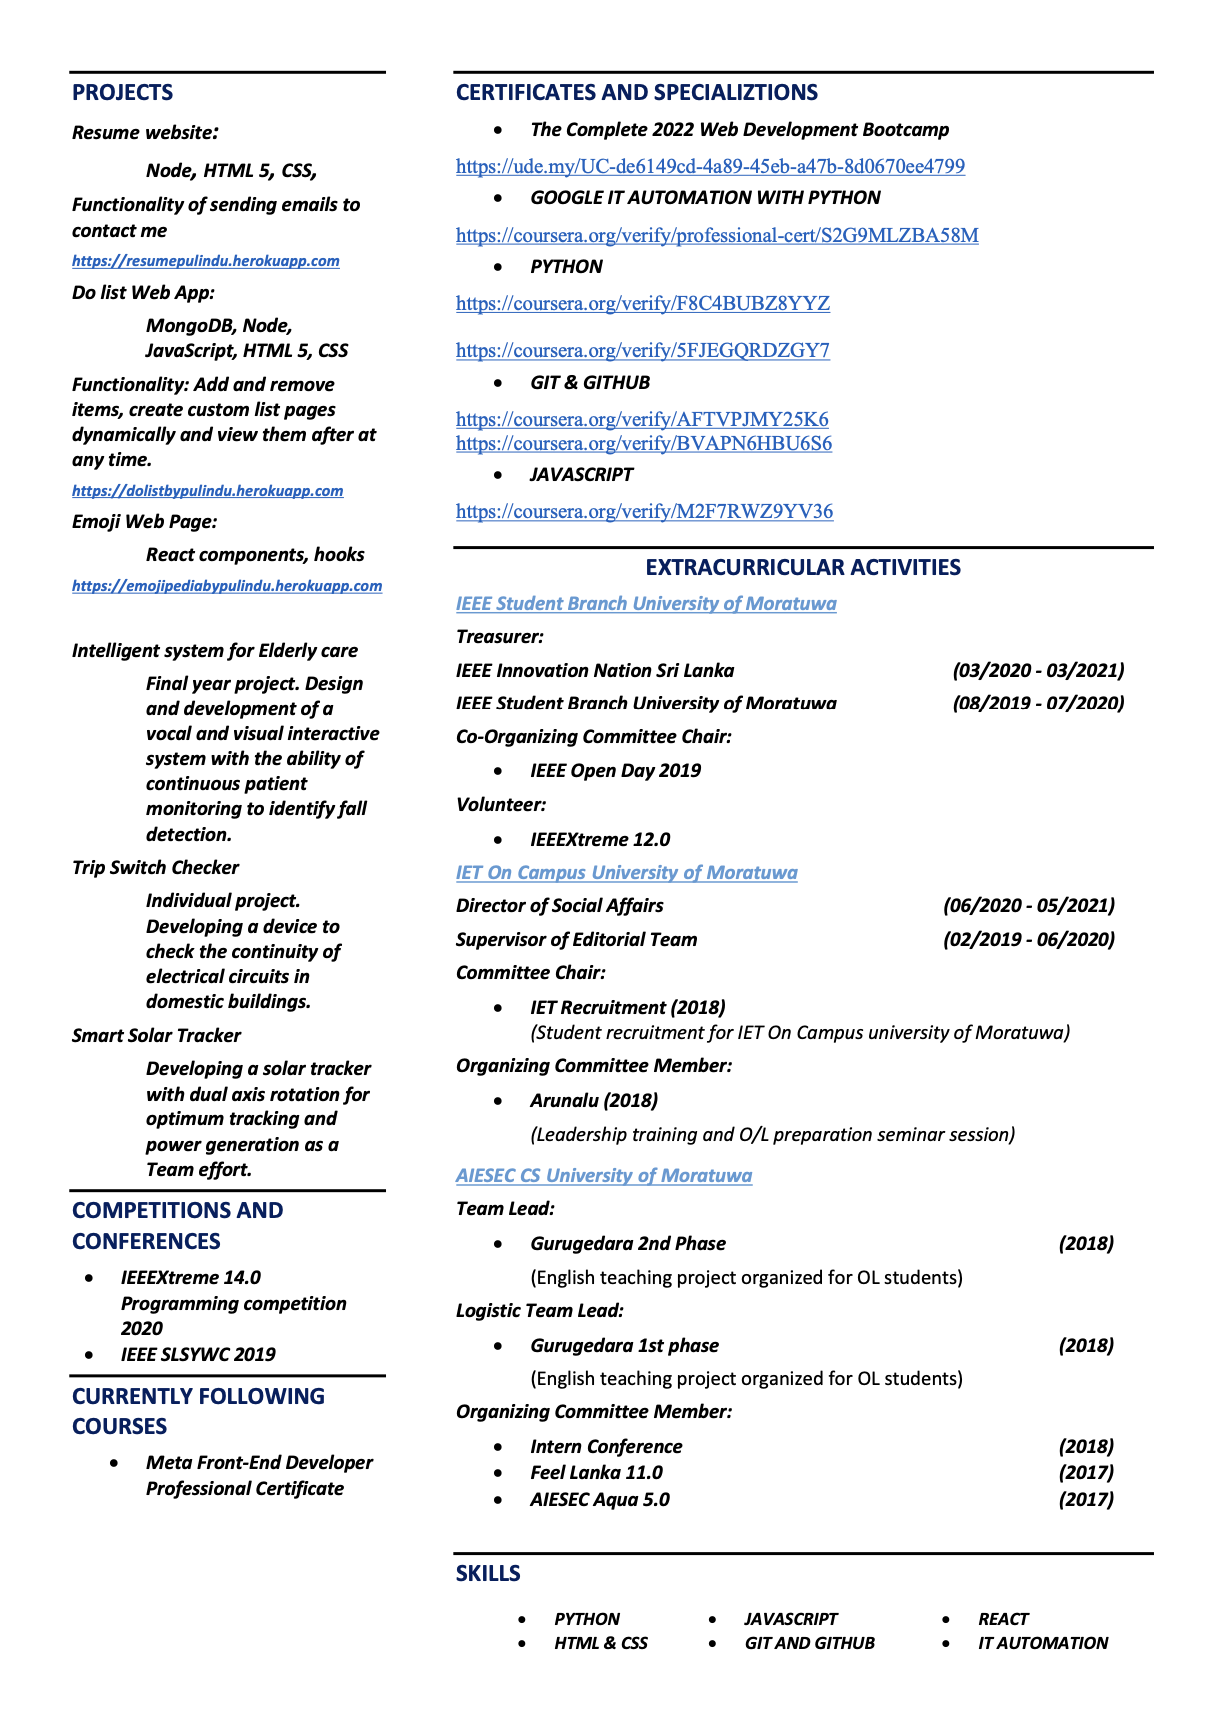 PROJECTS
Resume website:
Node, HTML 5, CSS,
Functionality of sending emails to
contact me
https://resumepulindu.herokuapp.com
Do list Web App:
MongoDB, Node,
JavaScript, HTML 5, CSS
Functionality: Add and remove
items, create custom list pages
dynamically and view them after at
any time.
https://dolistbypulindu.herokuapp.com
Emoji Web Page:
React components, hooks
https://emojipediabypulindu.herokuapp.com
Intelligent system for Elderly care
Final year project. Design
and development of a
vocal and visual interactive
system with the ability of
continuous patient
monitoring to identify fall
detection.
Trip Switch Checker
Individual project.
Developing a device to
check the continuity of
electrical circuits in
domestic buildings.
Smart Solar Tracker
Developing a solar tracker
with dual axis rotation for
optimum tracking and
power generation as a
Team effort.
COMPETITIONS AND
CONFERENCES
• IEEEXtreme 14.0
Programming competition
2020
• IEEE SLSYWC 2019
CURRENTLY FOLLOWING
COURSES
• Meta Front-End Developer
Professional Certificate
CERTIFICATES AND SPECIALIZTIONS
• The Complete 2022 Web Development Bootcamp
https://ude.my/UC-de6149cd-4a89-45eb-a47b-8d0670ee4799
• GOOGLE IT AUTOMATION WITH PYTHON
https://coursera.org/verify/professional-cert/S2G9MLZBA58M
• PYTHON
https://coursera.org/verify/F8C4BUBZ8YYZ
https://coursera.org/verify/5FJEGQRDZGY7
• GIT & GITHUB
https://coursera.org/verify/AFTVPJMY25K6
https://coursera.org/verify/BVAPN6HBU6S6
• JAVASCRIPT
https://coursera.org/verify/M2F7RWZ9YV36
EXTRACURRICULAR ACTIVITIES
IEEE Student Branch University of Moratuwa
Treasurer:
IEEE Innovation Nation Sri Lanka (03/2020 - 03/2021)
IEEE Student Branch University of Moratuwa (08/2019 - 07/2020)
Co-Organizing Committee Chair:
• IEEE Open Day 2019
Volunteer:
• IEEEXtreme 12.0
IET On Campus University of Moratuwa
Director of Social Affairs (06/2020 - 05/2021)
Supervisor of Editorial Team (02/2019 - 06/2020)
Committee Chair:
• IET Recruitment (2018)
(Student recruitment for IET On Campus university of Moratuwa)
Organizing Committee Member:
• Arunalu (2018)
(Leadership training and O/L preparation seminar session)
AIESEC CS University of Moratuwa
Team Lead:
• Gurugedara 2nd Phase (2018)
(English teaching project organized for OL students)
Logistic Team Lead:
• Gurugedara 1st phase (2018)
(English teaching project organized for OL students)
Organizing Committee Member:
• Intern Conference (2018)
• Feel Lanka 11.0 (2017)
• AIESEC Aqua 5.0 (2017)
SKILLS
• PYTHON • JAVASCRIPT • REACT
• HTML & CSS • GIT AND GITHUB • IT AUTOMATION